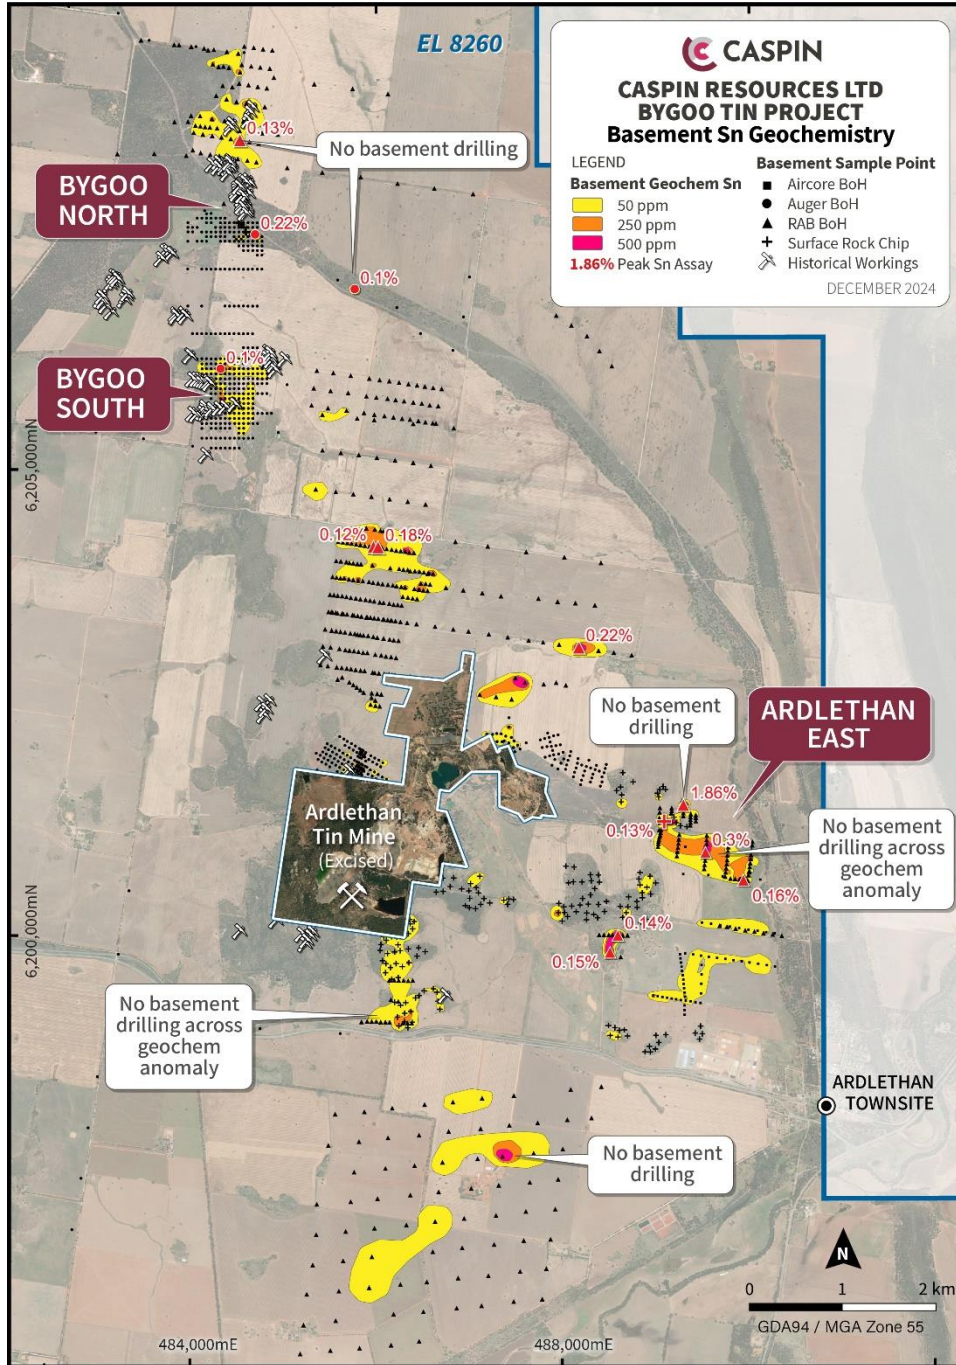 EL 8260
CASPIN
CASPIN RESOURCES LTD
BYGOO TIN PROJECT
Basement Sn Geochemistry
LEGEND
Basement Geochem Sn
50 ppm
250 ppm
500 ppm
1.86% Peak Sn Assay
Basement Sample Point
Aircore BoH
Auger BoH
RAB BoH
Surface Rock Chip
Historical Workings
DECEMBER 2024
0.13%
No basement drilling
BYGOO
NORTH
0.22%
0.1%
0.1%
BYGOO
SOUTH
6,205,000mN
0.12%
0.18%
0.22%
No basement
drilling
ARDLETHAN
EAST
1.86%
Ardlethan
Tin Mine
(Excised)
0.13%
0.3%
No basement
drilling across
geochem
anomaly
0.16%
0.14%
0.15%
6,200,000mN
No basement
drilling across
geochem
anomaly
ARDLETHAN
TOWNSITE
No basement
drilling
N
0 1 2 km
GDA94 / MGA Zone 55
484,000mE
488,000mE